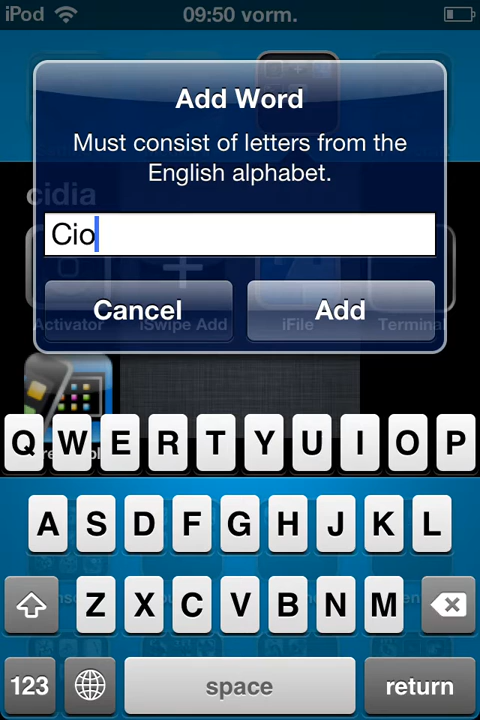 iPod 09:50 vorm.
Add Word
Must consist of letters from the
English alphabet.
cidia
Cio
Cancel Add
Activator iSwipe Add iFile Terminal
Q W E R T Y U I O P
A S D F G H J K L
Z X C V B N M
123 space return